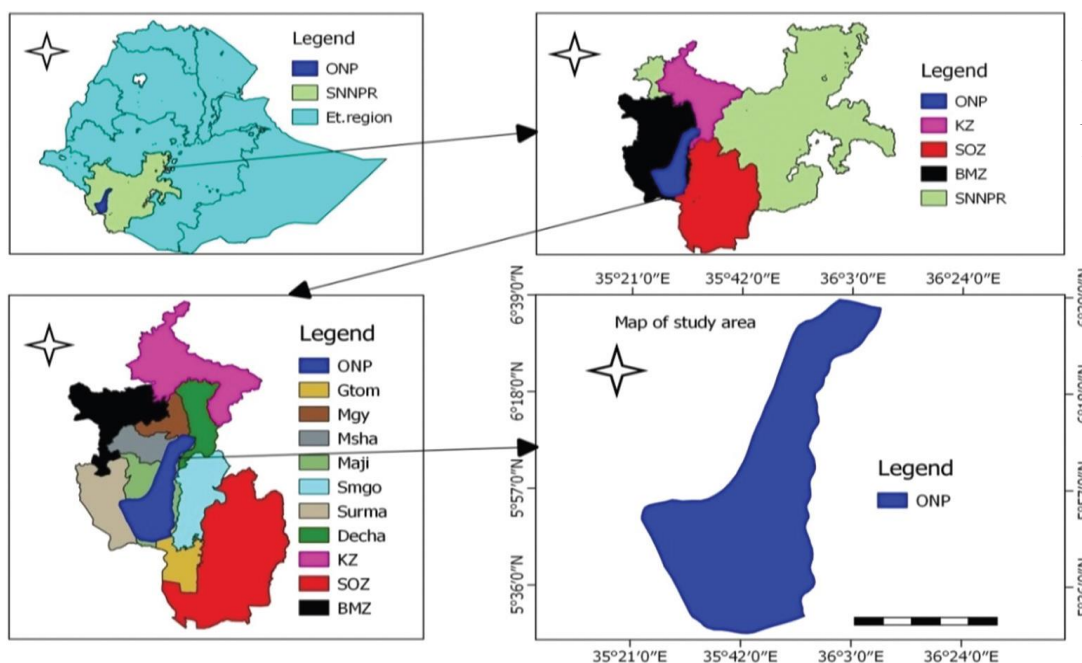 Legend
ONP
SNNPR
Et.region
Legend
ONP
KZ
SOZ
BMZ
SNNPR
Legend
ONP
Gtom
Mgy
Msha
Maji
Smgo
Surma
Decha
KZ
SOZ
BMZ
35°21′0″E 35°42′0″E 36°3′0″E 36°24′0″E
6°39′0″N
6°18′0″N
5°57′0″N
5°36′0″N
Map of study area
Legend
ONP
35°21′0″E 35°42′0″E 36°3′0″E 36°24′0″E